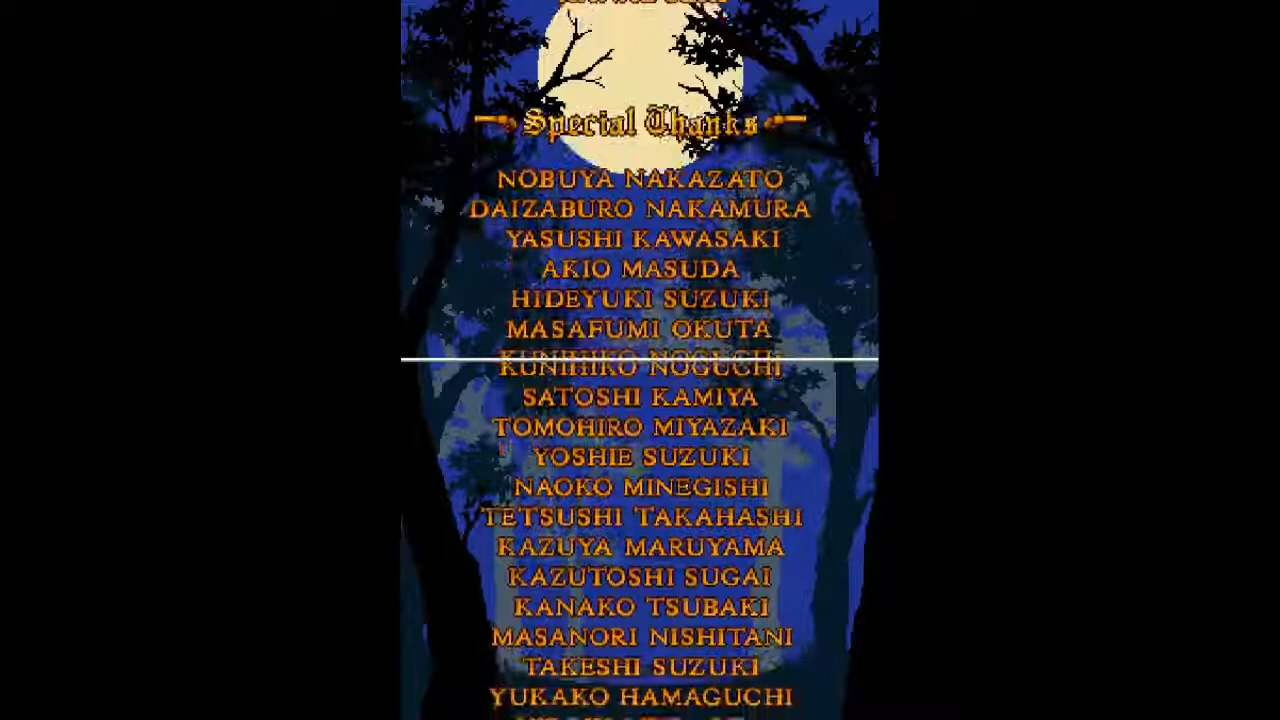 Special Thanks
NOBUYA NAKAZATO
DAIZABURO NAKAMURA
YASUSHI KAWASAKI
AKIO MASUDA
HIDEYUKI SUZUKI
MASAFUMI OKUTA
KUNIHIKO NOGUCHI
SATOSHI KAMIYA
TOMOHIRO MIYAZAKI
YOSHIE SUZUKI
NAOKO MINEGISHI
TETSUSHI TAKAHASHI
KAZUYA MARUYAMA
KAZUTOSHI SUGAI
KANAKO TSUBAKI
MASANORI NISHITANI
TAKESHI SUZUKI
YUKAKO HAMAGUCHI